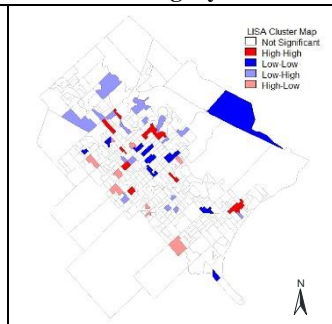 LISA Cluster Map
Not Significant
High-High
Low-Low
Low-High
High-Low
N